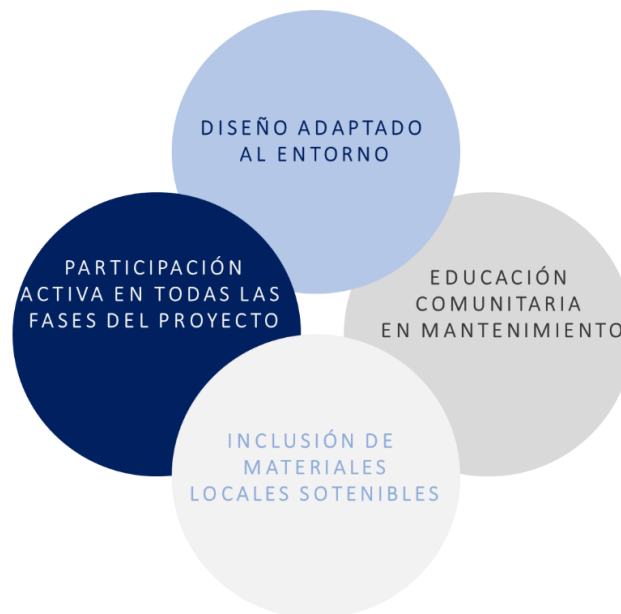 DISEÑO ADAPTADO
AL ENTORNO
PARTICIPACIÓN
ACTIVA EN TODAS LAS
FASES DEL PROYECTO
EDUCACIÓN
COMUNITARIA
EN MANTENIMIENTO
INCLUSIÓN DE
MATERIALES
LOCALES SOTENIBLES